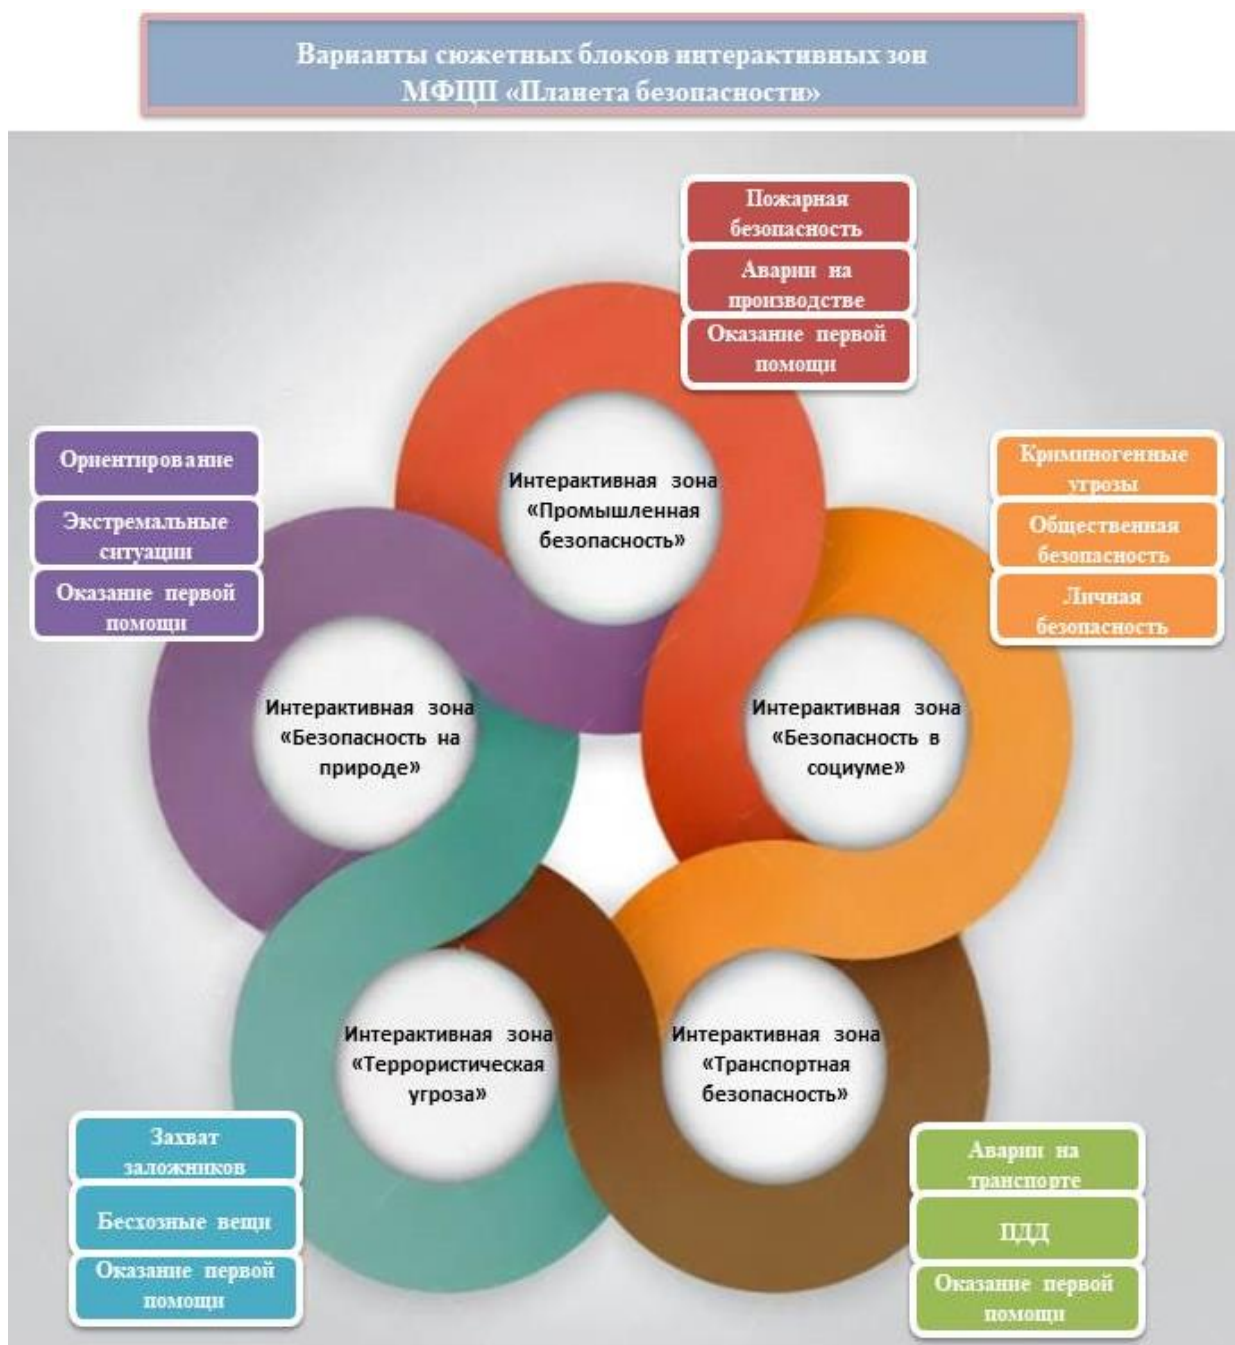 Варианты сюжетных блоков интерактивных зон
МФЦП «Планета безопасности»
Пожарная
безопасность
Аварии на
производстве
Оказание первой
помощи
Интерактивная зона
«Промышленная
безопасность»
Ориентирование
Экстремальные
ситуации
Оказание первой
помощи
Криминогенные
угрозы
Общественная
безопасность
Личная
безопасность
Интерактивная зона
«Безопасность на
природе»
Интерактивная зона
«Безопасность в
социуме»
Интерактивная зона
«Террористическая
угроза»
Интерактивная зона
«Транспортная
безопасность»
Захват
заложников
Бесхозные вещи
Оказание первой
помощи
Аварии на
транспорте
ПДД
Оказание первой
помощи